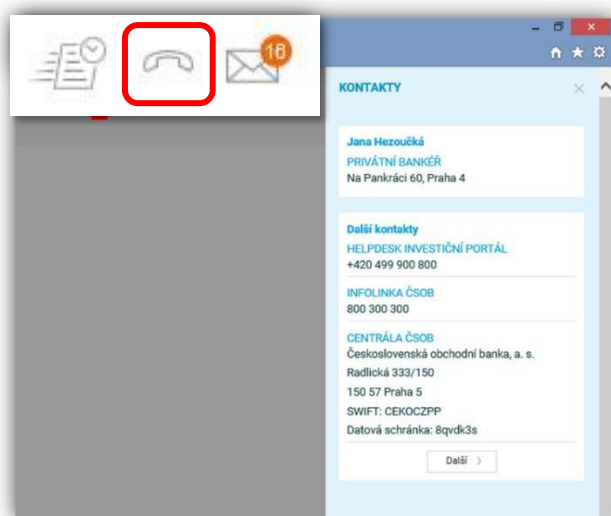 16
KONTAKTY
Jana Hezoučká
PRIVÁTNÍ BANKÉŘ
Na Pankráci 60, Praha 4
Další kontakty
HELPDESK INVESTIČNÍ PORTÁL
+420 499 900 800
INFOLINKA ČSOB
800 300 300
CENTRÁLA ČSOB
Československá obchodní banka, a. s.
Radlická 333/150
150 57 Praha 5
SWIFT: CEKOCZPP
Datová schránka: 8qvdk3s
Další